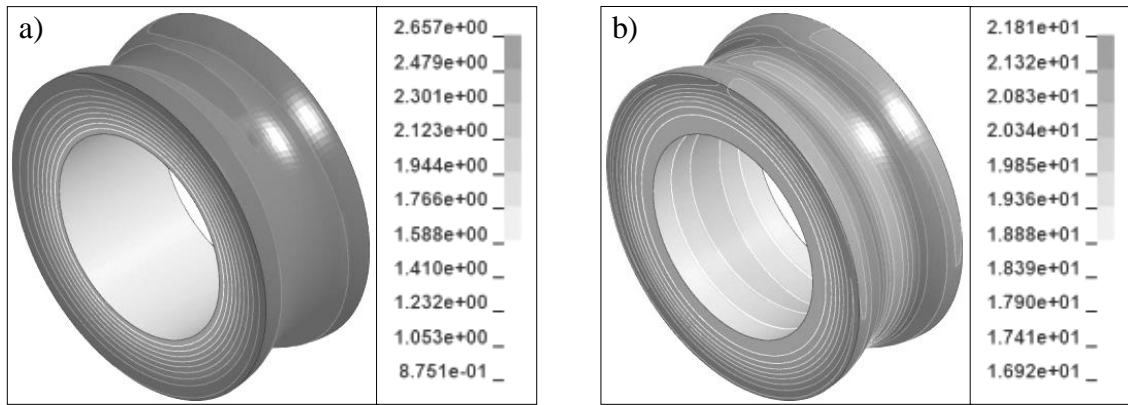 a)
2.657e+00
2.479e+00
2.301e+00
2.123e+00
1.944e+00
1.766e+00
1.588e+00
1.410e+00
1.232e+00
1.053e+00
8.751e-01
b)
2.181e+01
2.132e+01
2.083e+01
2.034e+01
1.985e+01
1.936e+01
1.888e+01
1.839e+01
1.790e+01
1.741e+01
1.692e+01